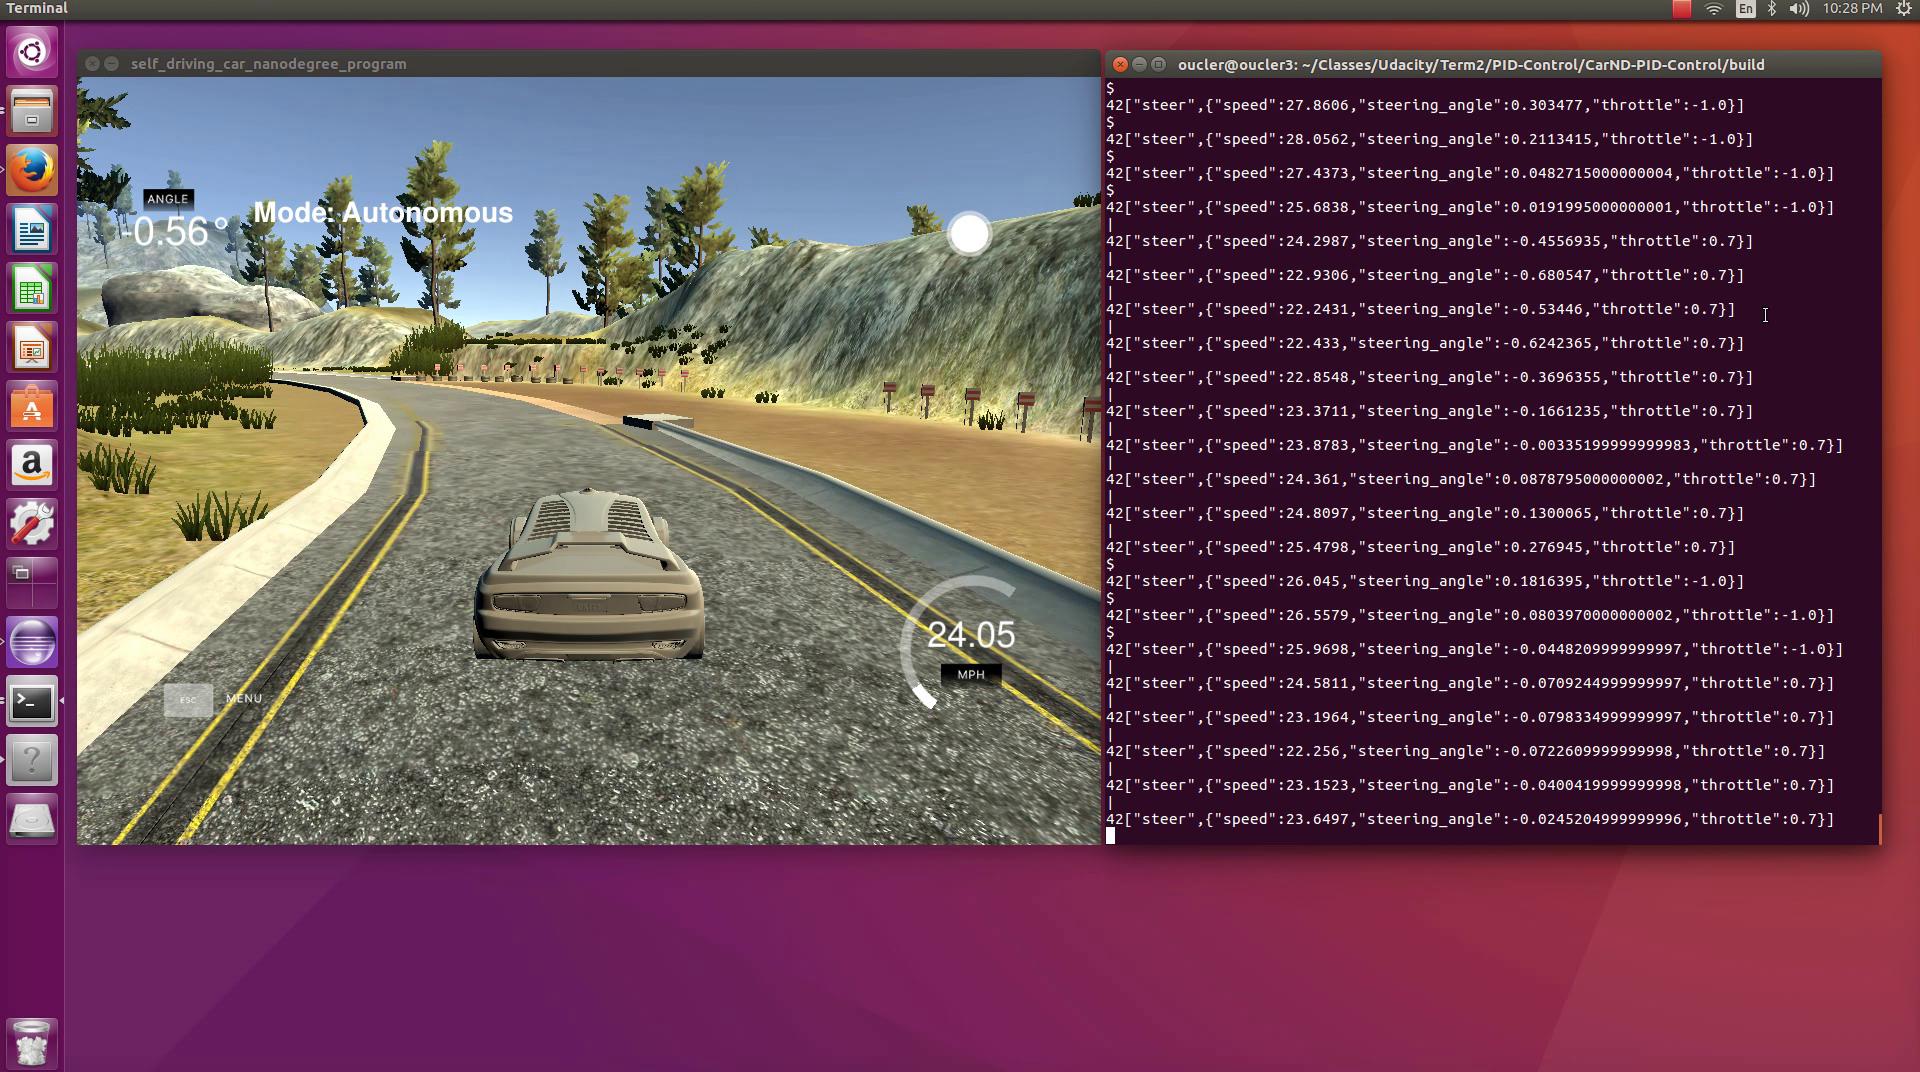 Terminal
En
10:28 PM
self_driving_car_nanodegree_program
ANGLE
-0.56°
Mode: Autonomous
24.05
MPH
ESC
MENU
oucler@oucler3: ~/Classes/Udacity/Term2/PID-Control/CarND-PID-Control/build
$
42["steer",{"speed":27.8606,"steering_angle":0.303477,"throttle":-1.0}]
$
42["steer",{"speed":28.0562,"steering_angle":0.2113415,"throttle":-1.0}]
$
42["steer",{"speed":27.4373,"steering_angle":0.0482715000000004,"throttle":-1.0}]
$
42["steer",{"speed":25.6838,"steering_angle":0.0191995000000001,"throttle":-1.0}]
|
42["steer",{"speed":24.2987,"steering_angle":-0.4556935,"throttle":0.7}]
|
42["steer",{"speed":22.9306,"steering_angle":-0.680547,"throttle":0.7}]
|
42["steer",{"speed":22.2431,"steering_angle":-0.53446,"throttle":0.7}]
|
42["steer",{"speed":22.433,"steering_angle":-0.6242365,"throttle":0.7}]
|
42["steer",{"speed":22.8548,"steering_angle":-0.3696355,"throttle":0.7}]
|
42["steer",{"speed":23.3711,"steering_angle":-0.1661235,"throttle":0.7}]
|
42["steer",{"speed":23.8783,"steering_angle":-0.00335199999999983,"throttle":0.7}]
|
42["steer",{"speed":24.361,"steering_angle":0.0878795000000002,"throttle":0.7}]
|
42["steer",{"speed":24.8097,"steering_angle":0.1300065,"throttle":0.7}]
|
42["steer",{"speed":25.4798,"steering_angle":0.276945,"throttle":0.7}]
$
42["steer",{"speed":26.045,"steering_angle":0.1816395,"throttle":-1.0}]
$
42["steer",{"speed":26.5579,"steering_angle":0.0803970000000002,"throttle":-1.0}]
$
42["steer",{"speed":25.9698,"steering_angle":-0.0448209999999997,"throttle":-1.0}]
|
42["steer",{"speed":24.5811,"steering_angle":-0.0709244999999997,"throttle":0.7}]
|
42["steer",{"speed":23.1964,"steering_angle":-0.0798334999999997,"throttle":0.7}]
|
42["steer",{"speed":22.256,"steering_angle":-0.0722609999999998,"throttle":0.7}]
|
42["steer",{"speed":23.1523,"steering_angle":-0.0400419999999998,"throttle":0.7}]
|
42["steer",{"speed":23.6497,"steering_angle":-0.0245204999999996,"throttle":0.7}]